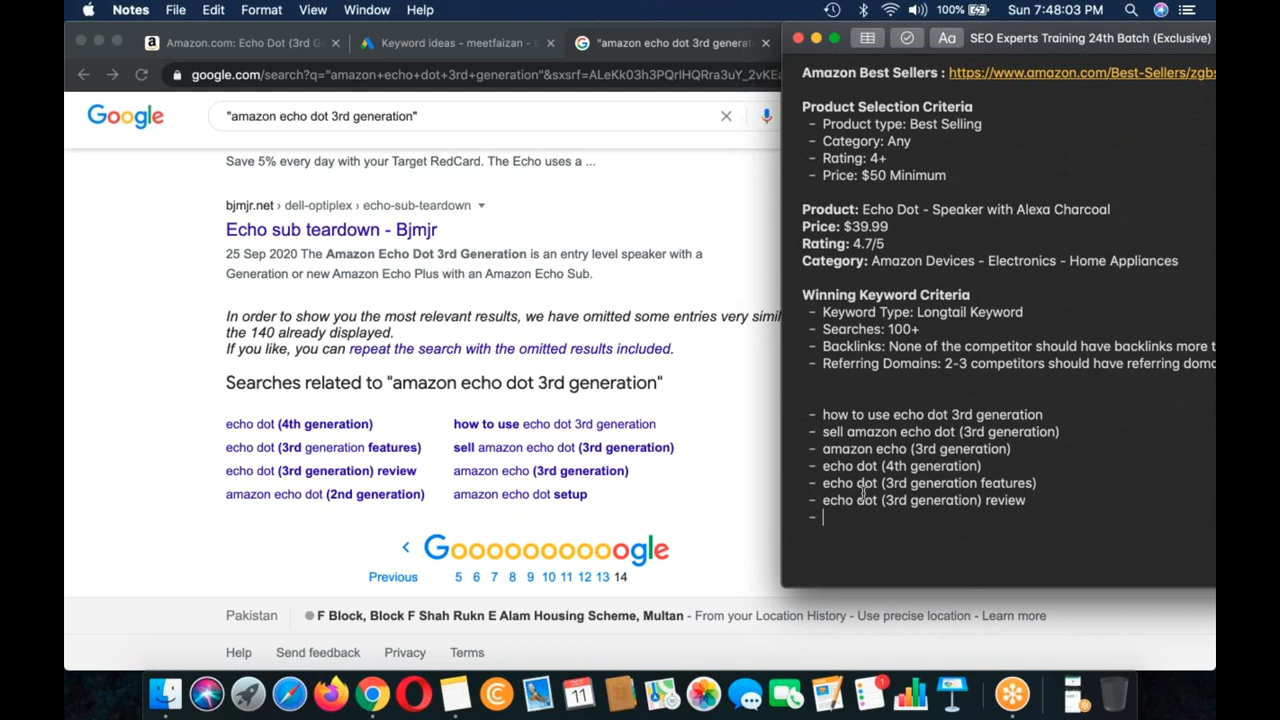 Notes File Edit Format View Window Help 100% Sun 7:48:03 PM
Amazon.com: Echo Dot (3rd G
Keyword ideas - meetfaizan -
"amazon echo dot 3rd generat
Aa SEO Experts Training 24th Batch (Exclusive)
google.com/search?q="amazon+echo+dot+3rd+generation"&sxsrf=
Google
"amazon echo dot 3rd generation"
Save 5% every day with your Target RedCard. The Echo uses a ...
bjmjr.net › dell-optiplex › echo-sub-teardown
Echo sub teardown - Bjmjr
25 Sep 2020 The Amazon Echo Dot 3rd Generation is an entry level speaker with a
Generation or new Amazon Echo Plus with an Amazon Echo Sub.
In order to show you the most relevant results, we have omitted some entries very simil
the 140 already displayed.
If you like, you can repeat the search with the omitted results included.
Searches related to "amazon echo dot 3rd generation"
echo dot (4th generation)
echo dot (3rd generation features)
echo dot (3rd generation) review
amazon echo dot (2nd generation)
how to use echo dot 3rd generation
sell amazon echo dot (3rd generation)
amazon echo (3rd generation)
amazon echo dot setup
Goooooooooogle
Previous 5 6 7 8 9 10 11 12 13 14
Pakistan F Block, Block F Shah Rukn E Alam Housing Scheme, Multan - From your Location History - Use precise location - Learn more
Help Send feedback Privacy Terms
Amazon Best Sellers : https://www.amazon.com/Best-Sellers/zgbs
Product Selection Criteria
- Product type: Best Selling
- Category: Any
- Rating: 4+
- Price: $50 Minimum
Product: Echo Dot - Speaker with Alexa Charcoal
Price: $39.99
Rating: 4.7/5
Category: Amazon Devices - Electronics - Home Appliances
Winning Keyword Criteria
- Keyword Type: Longtail Keyword
- Searches: 100+
- Backlinks: None of the competitor should have backlinks more t
- Referring Domains: 2-3 competitors should have referring doma
- how to use echo dot 3rd generation
- sell amazon echo dot (3rd generation)
- amazon echo (3rd generation)
- echo dot (4th generation)
- echo dot (3rd generation features)
- echo dot (3rd generation) review
-
OCT
11
1